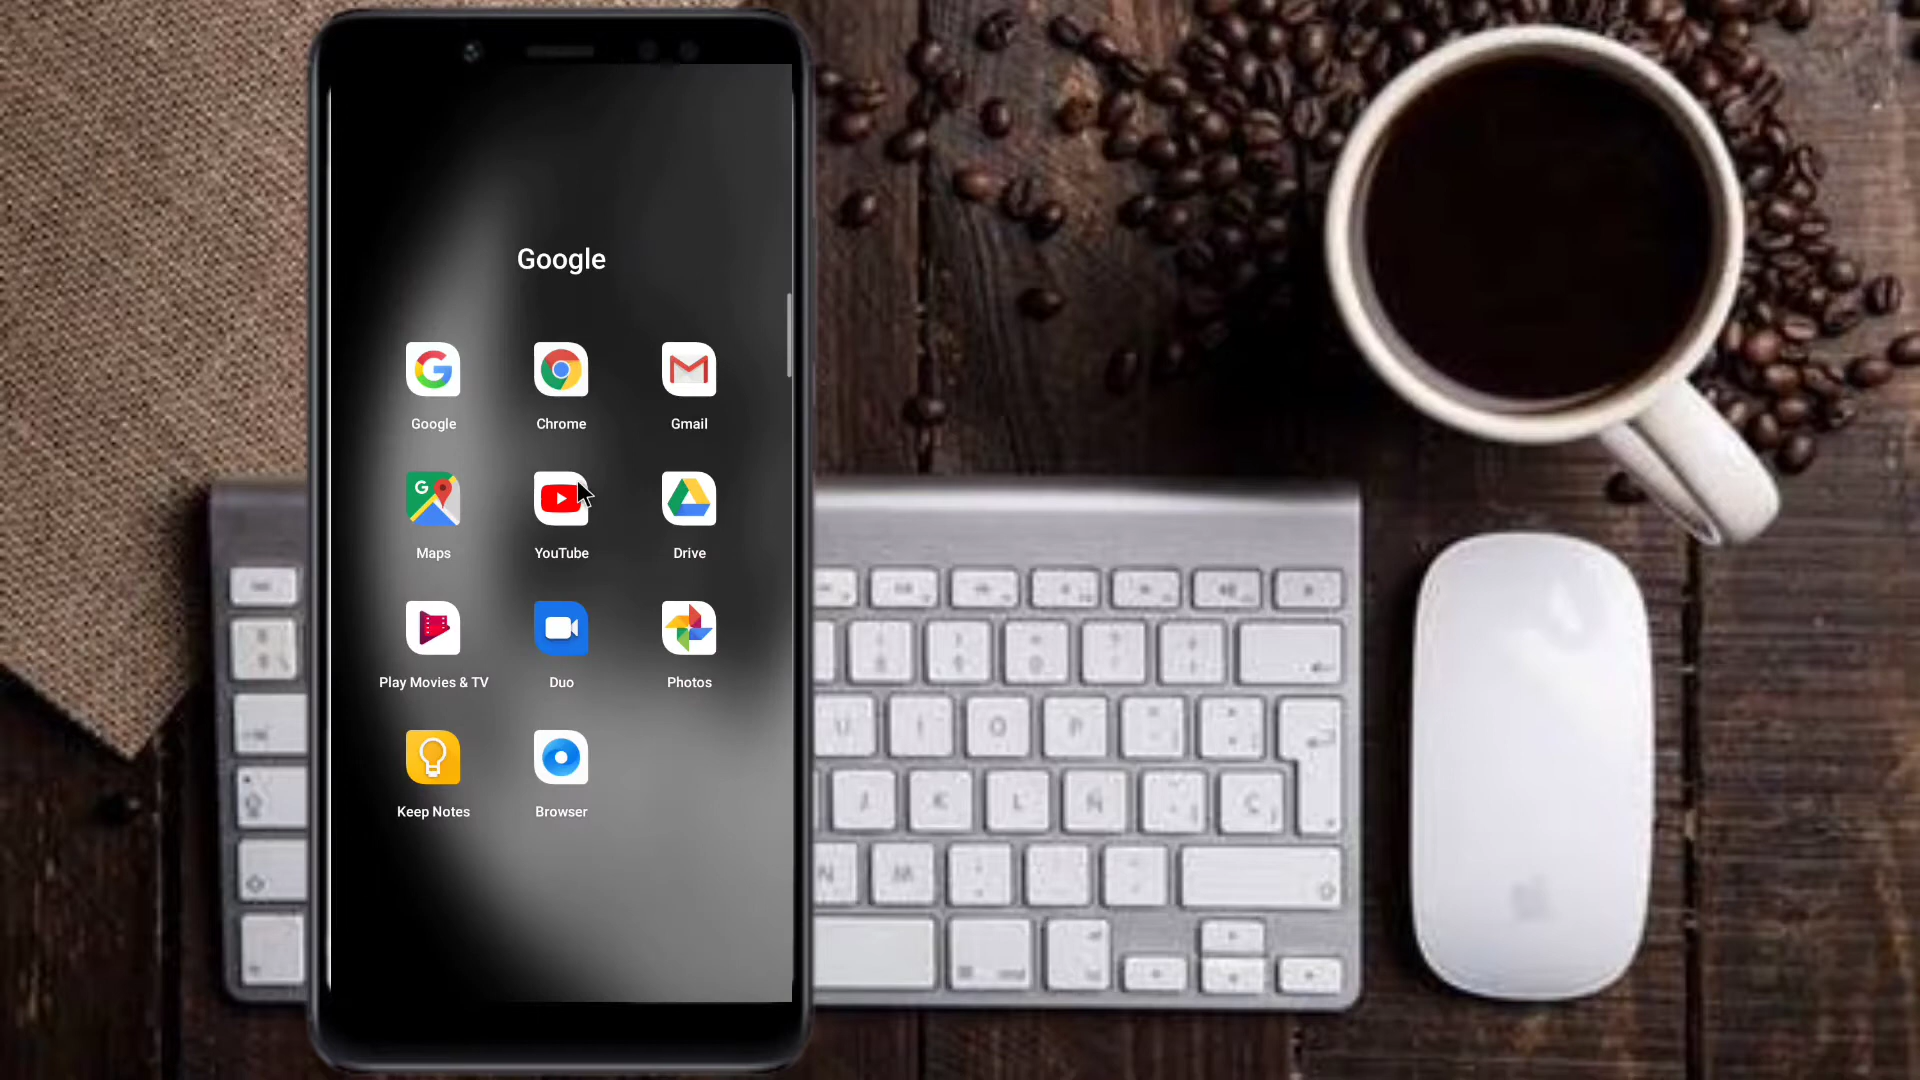 Google
Google
Chrome
Gmail
Maps
YouTube
Drive
Play Movies & TV
Duo
Photos
Keep Notes
Browser
U I O P
J K L Ñ Ç
N M